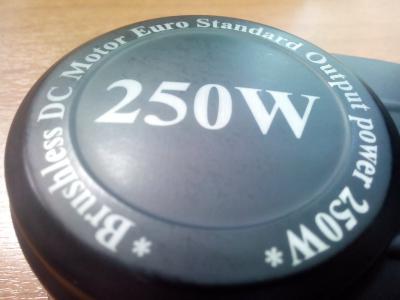 * Brushless DC Motor Euro Standard Output power 250W *
250W